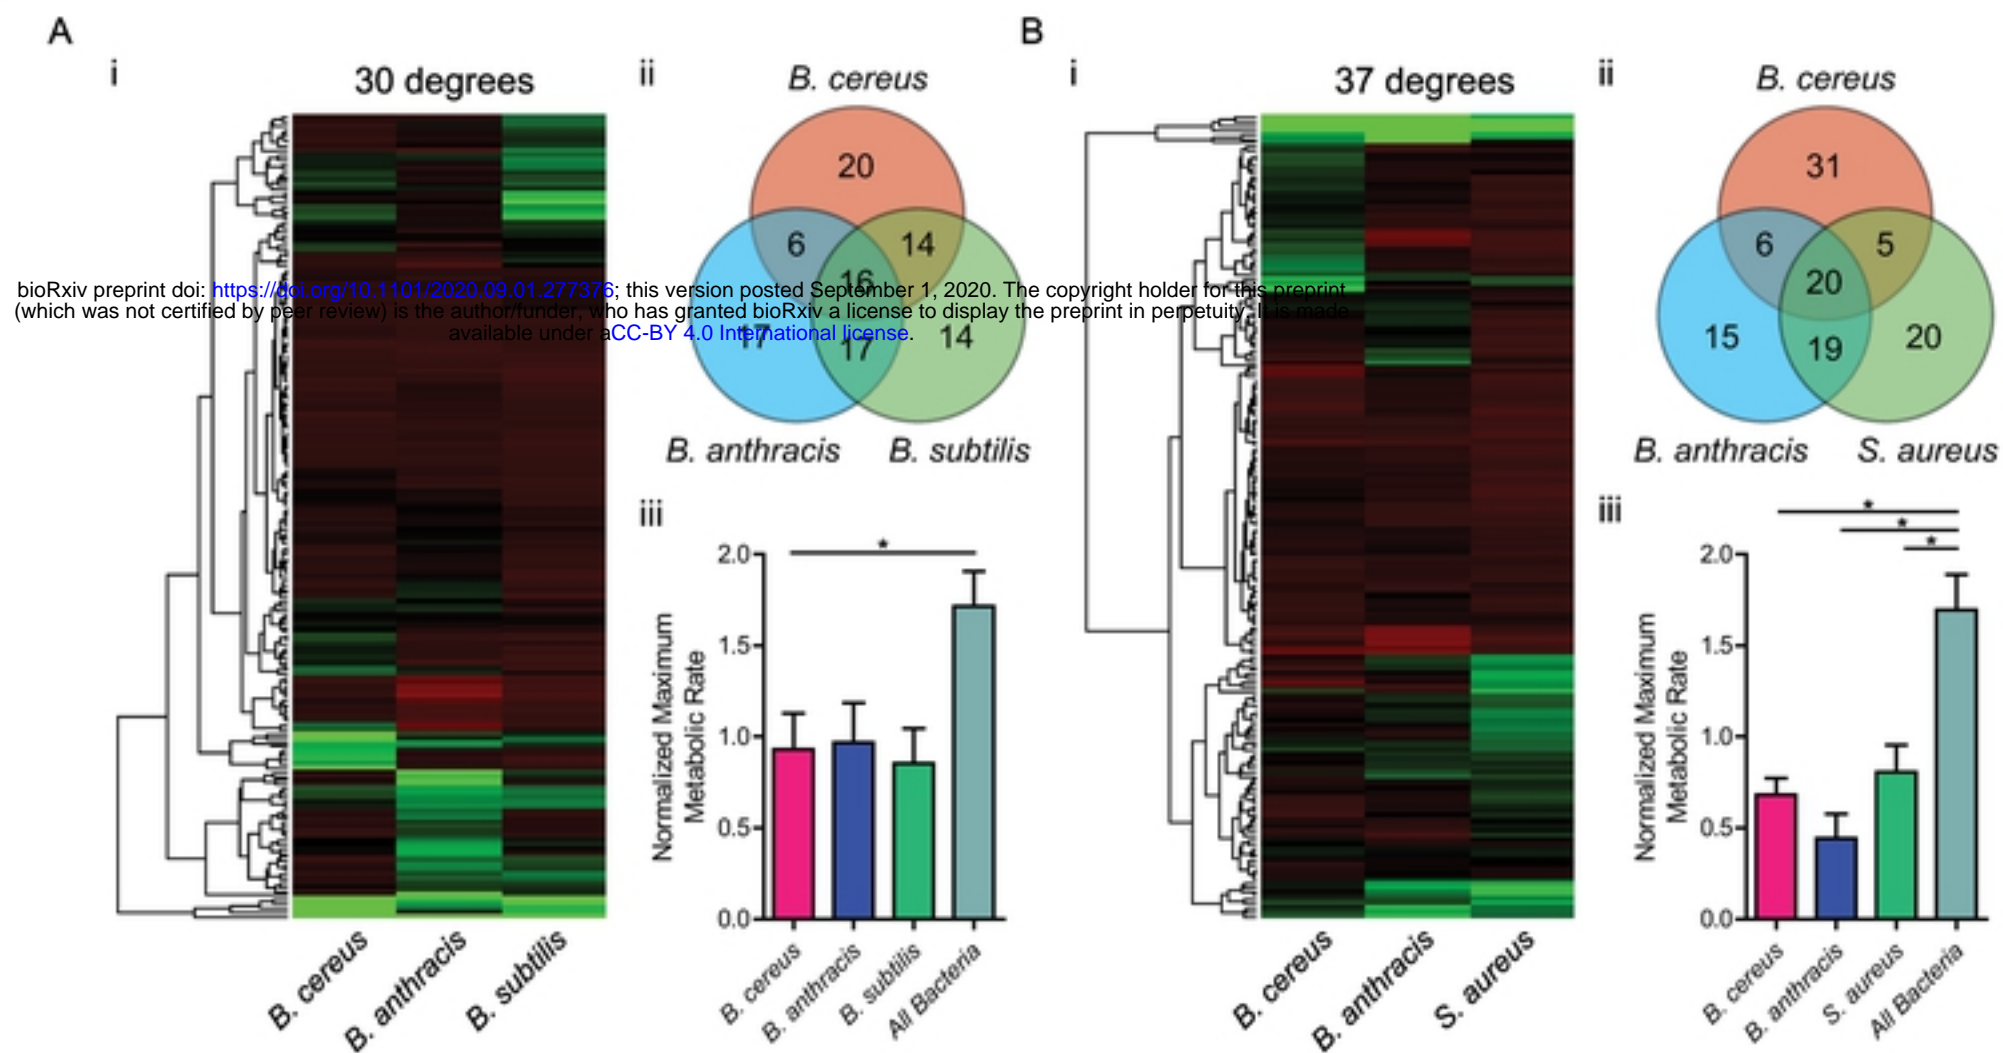 A
B
i
30 degrees
ii
B. cereus
i
37 degrees
ii
B. cereus
20
6
14
16
17
17
14
B. anthracis
B. subtilis
31
6
5
20
15
19
20
B. anthracis
S. aureus
bioRxiv preprint doi: https://doi.org/10.1101/2020.09.01.277376; this version posted September 1, 2020. The copyright holder for this preprint
(which was not certified by peer review) is the author/funder, who has granted bioRxiv a license to display the preprint in perpetuity. It is made
available under aCC-BY 4.0 International license.
iii
*
2.0
1.5
1.0
0.5
0.0
Normalized Maximum
Metabolic Rate
B. cereus
B. anthracis
B. subtilis
All Bacteria
iii
*
*
*
2.0
1.5
1.0
0.5
0.0
Normalized Maximum
Metabolic Rate
B. cereus
B. anthracis
S. aureus
All Bacteria
B. cereus
B. anthracis
B. subtilis
B. cereus
B. anthracis
S. aureus